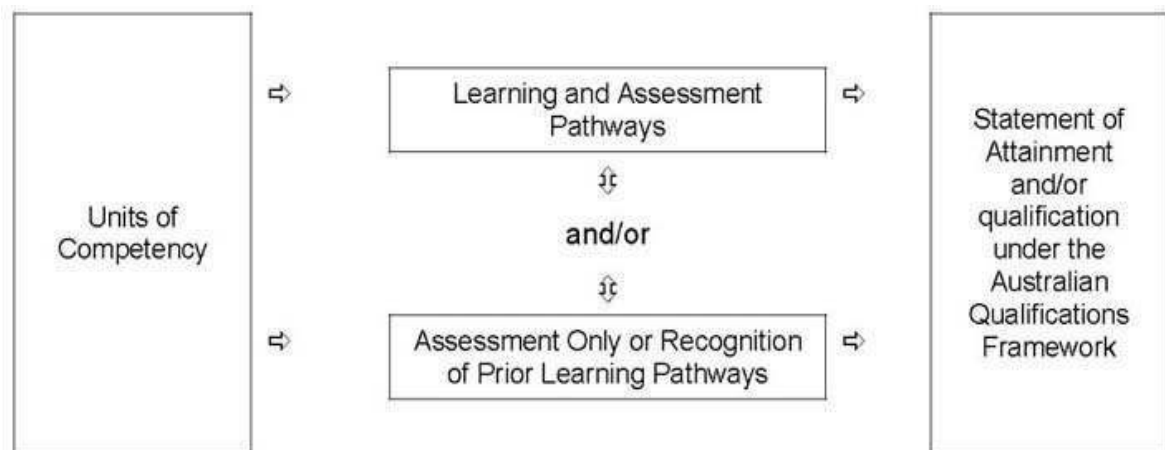 Units of
Competency
Learning and Assessment
Pathways
and/or
Assessment Only or Recognition
of Prior Learning Pathways
Statement of
Attainment
and/or
qualification
under the
Australian
Qualifications
Framework